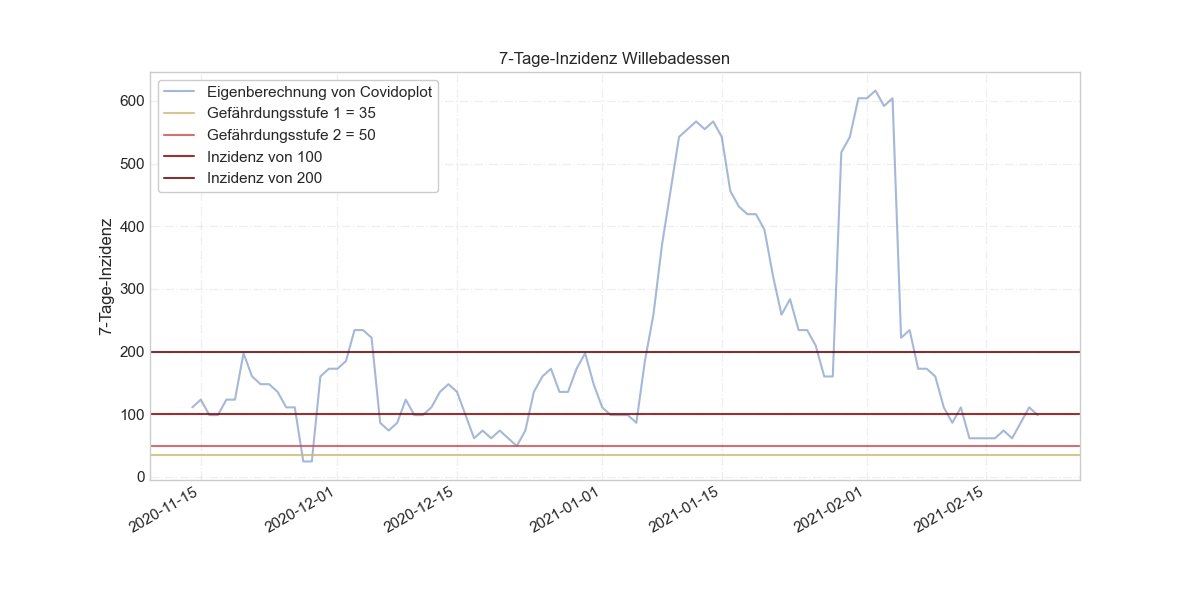 7-Tage-Inzidenz Willebadessen
Eigenberechnung von Covidoplot
Gefährdungsstufe 1 = 35
Gefährdungsstufe 2 = 50
Inzidenz von 100
Inzidenz von 200
7-Tage-Inzidenz
600
500
400
300
200
100
0
2020-11-15
2020-12-01
2020-12-15
2021-01-01
2021-01-15
2021-02-01
2021-02-15